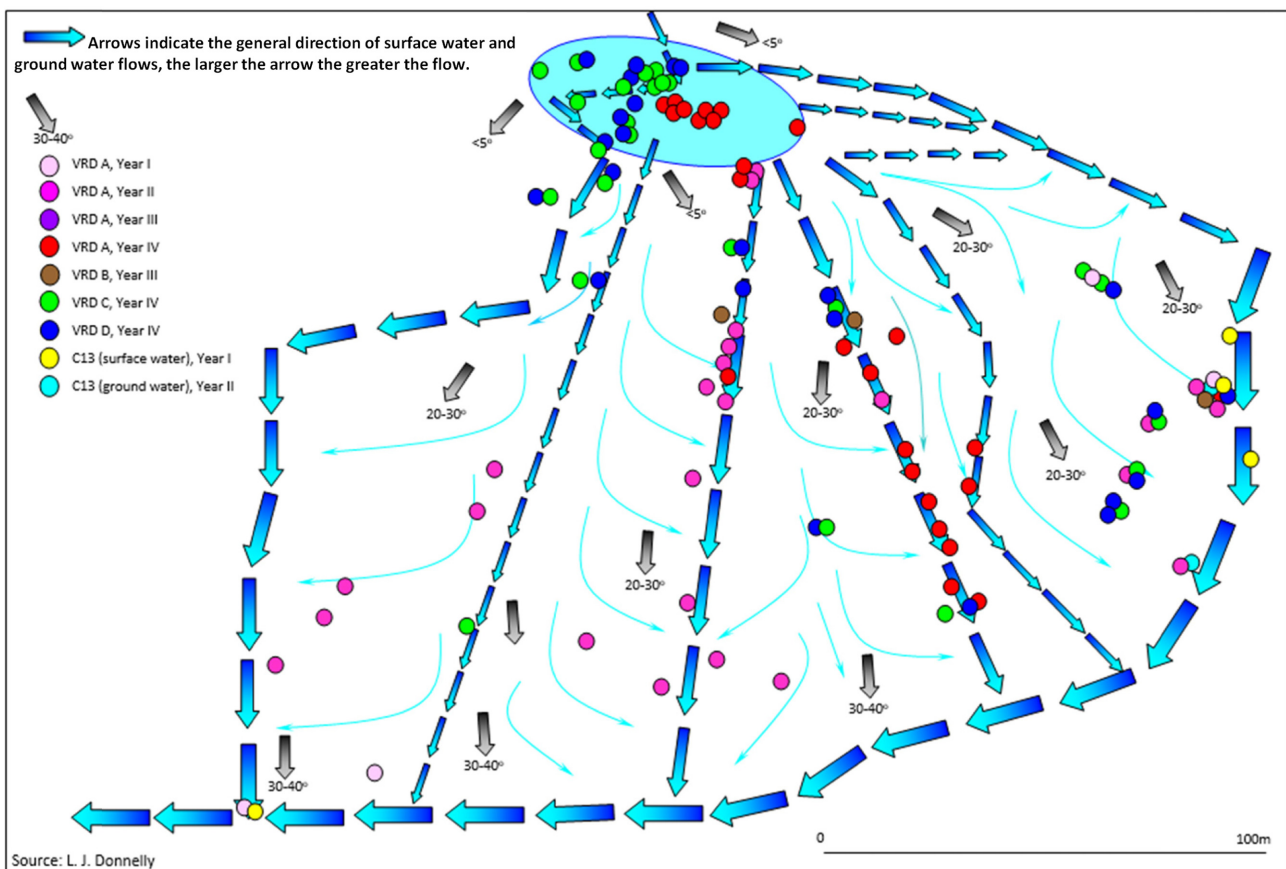 Arrows indicate the general direction of surface water and
ground water flows, the larger the arrow the greater the flow.
30-40°
VRD A, Year I
VRD A, Year II
VRD A, Year III
VRD A, Year IV
VRD B, Year III
VRD C, Year IV
VRD D, Year IV
C13 (surface water), Year I
C13 (ground water), Year II
<5°
<5°
<5°
20-30°
20-30°
20-30°
20-30°
20-30°
20-30°
30-40°
30-40°
30-40°
0
100m
Source: L. J. Donnelly